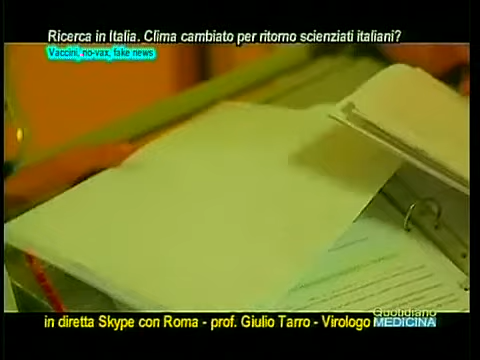 Ricerca in Italia. Clima cambiato per ritorno scienziati italiani?
Vaccini, no-vax, fake news
in diretta Skype con Roma - prof. Giulio Tarro - Virologo
Quotidiano
MEDICINA